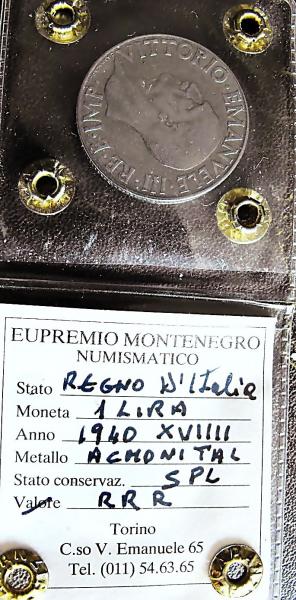 VITTORIO·EMANUELE·III·RE·E·IMP·
EUPREMIO MONTENEGRO
NUMISMATICO
Stato REGNO D'Italia
Moneta 1 LIRA
Anno 1940 XVIIII
Metallo ACMONITAL
Stato conservaz. SPL
Valore RRR
Torino
C.so V. Emanuele 65
Tel. (011) 54.63.65